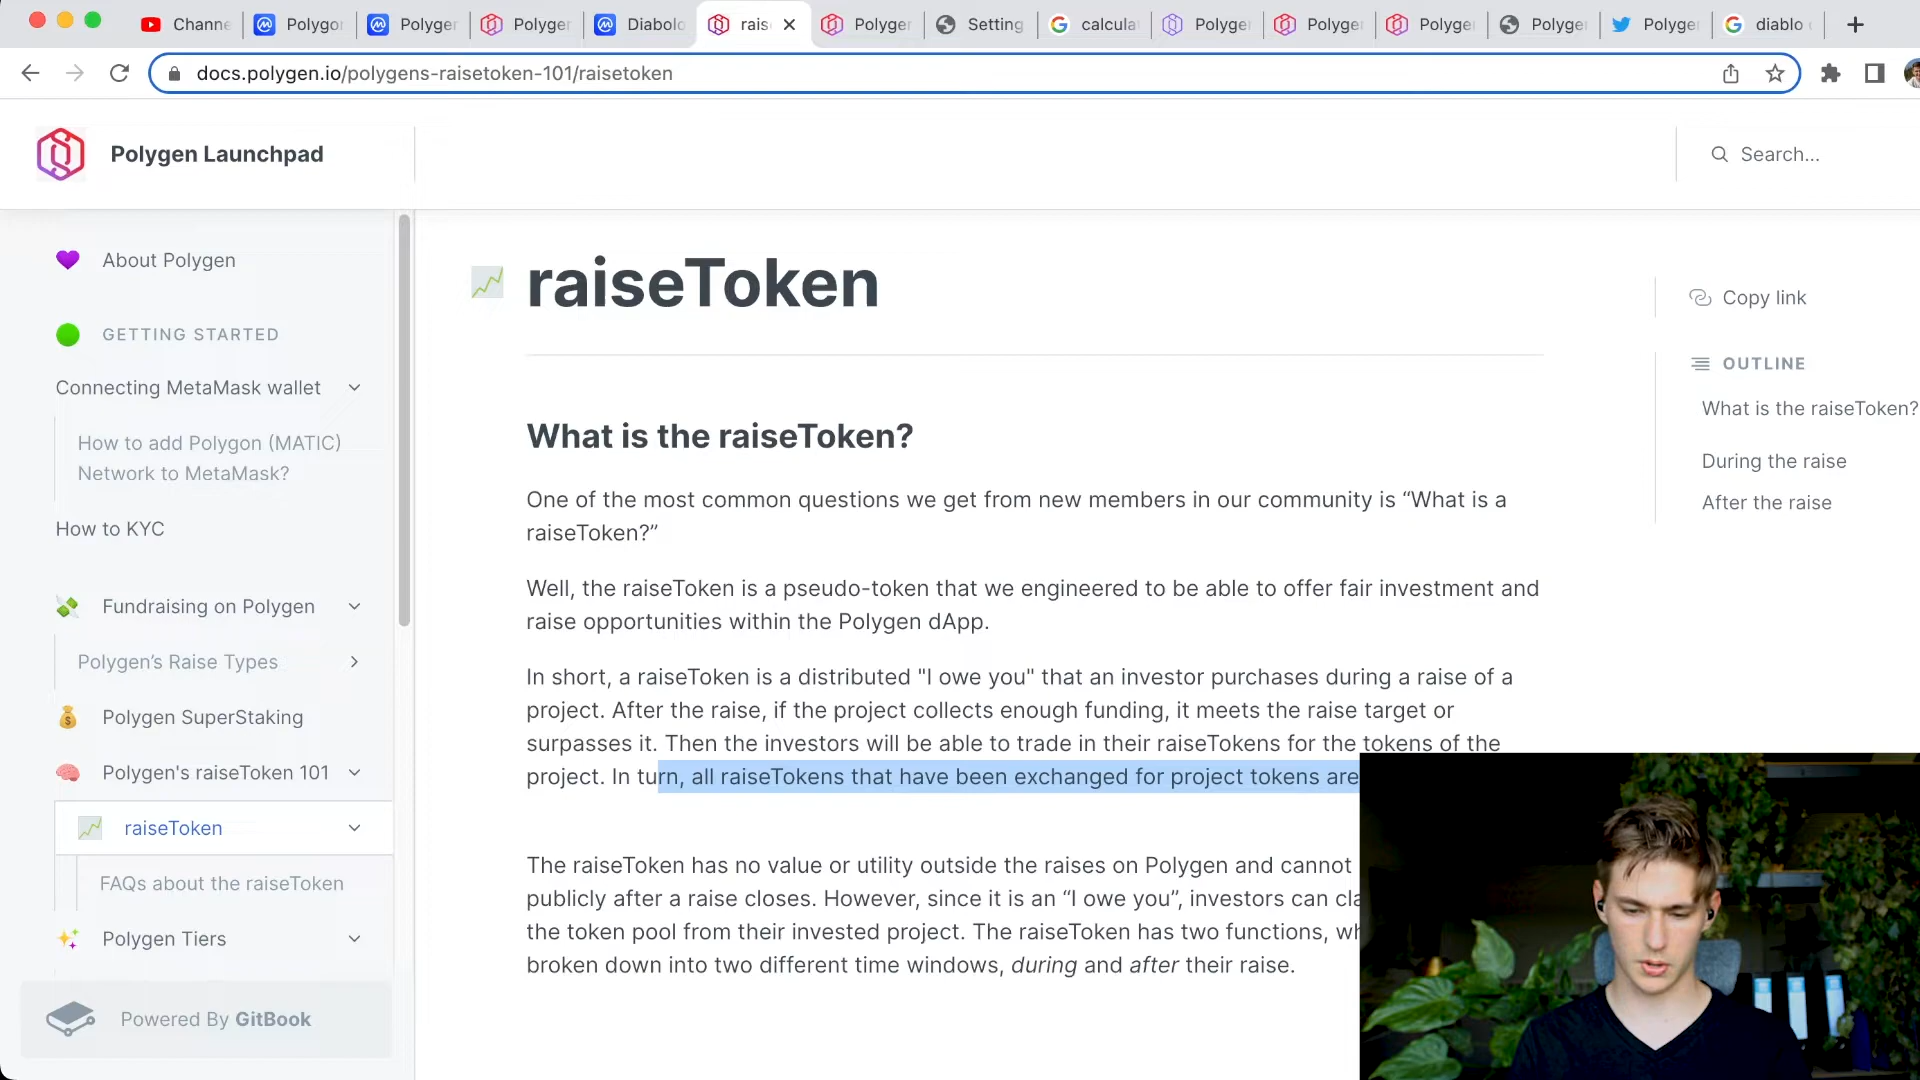 Channe
Polygon
Polyger
Polyger
Diabolo
rais
Polyger
Setting
calcula
Polyge
Polyge
Polyge
Polyge
Polyge
diablo
docs.polygen.io/polygens-raisetoken-101/raisetoken
Polygen Launchpad
Search...
About Polygen
GETTING STARTED
Connecting MetaMask wallet
How to add Polygon (MATIC)
Network to MetaMask?
How to KYC
Fundraising on Polygen
Polygen’s Raise Types
Polygen SuperStaking
Polygen's raiseToken 101
raiseToken
FAQs about the raiseToken
Polygen Tiers
Powered By GitBook
raiseToken
What is the raiseToken?
One of the most common questions we get from new members in our community is “What is a
raiseToken?”
Well, the raiseToken is a pseudo-token that we engineered to be able to offer fair investment and
raise opportunities within the Polygen dApp.
In short, a raiseToken is a distributed "I owe you" that an investor purchases during a raise of a
project. After the raise, if the project collects enough funding, it meets the raise target or
surpasses it. Then the investors will be able to trade in their raiseTokens for the tokens of the
project. In turn, all raiseTokens that have been exchanged for project tokens are
The raiseToken has no value or utility outside the raises on Polygen and cannot
publicly after a raise closes. However, since it is an “I owe you”, investors can cla
the token pool from their invested project. The raiseToken has two functions, wh
broken down into two different time windows, during and after their raise.
Copy link
OUTLINE
What is the raiseToken?
During the raise
After the raise